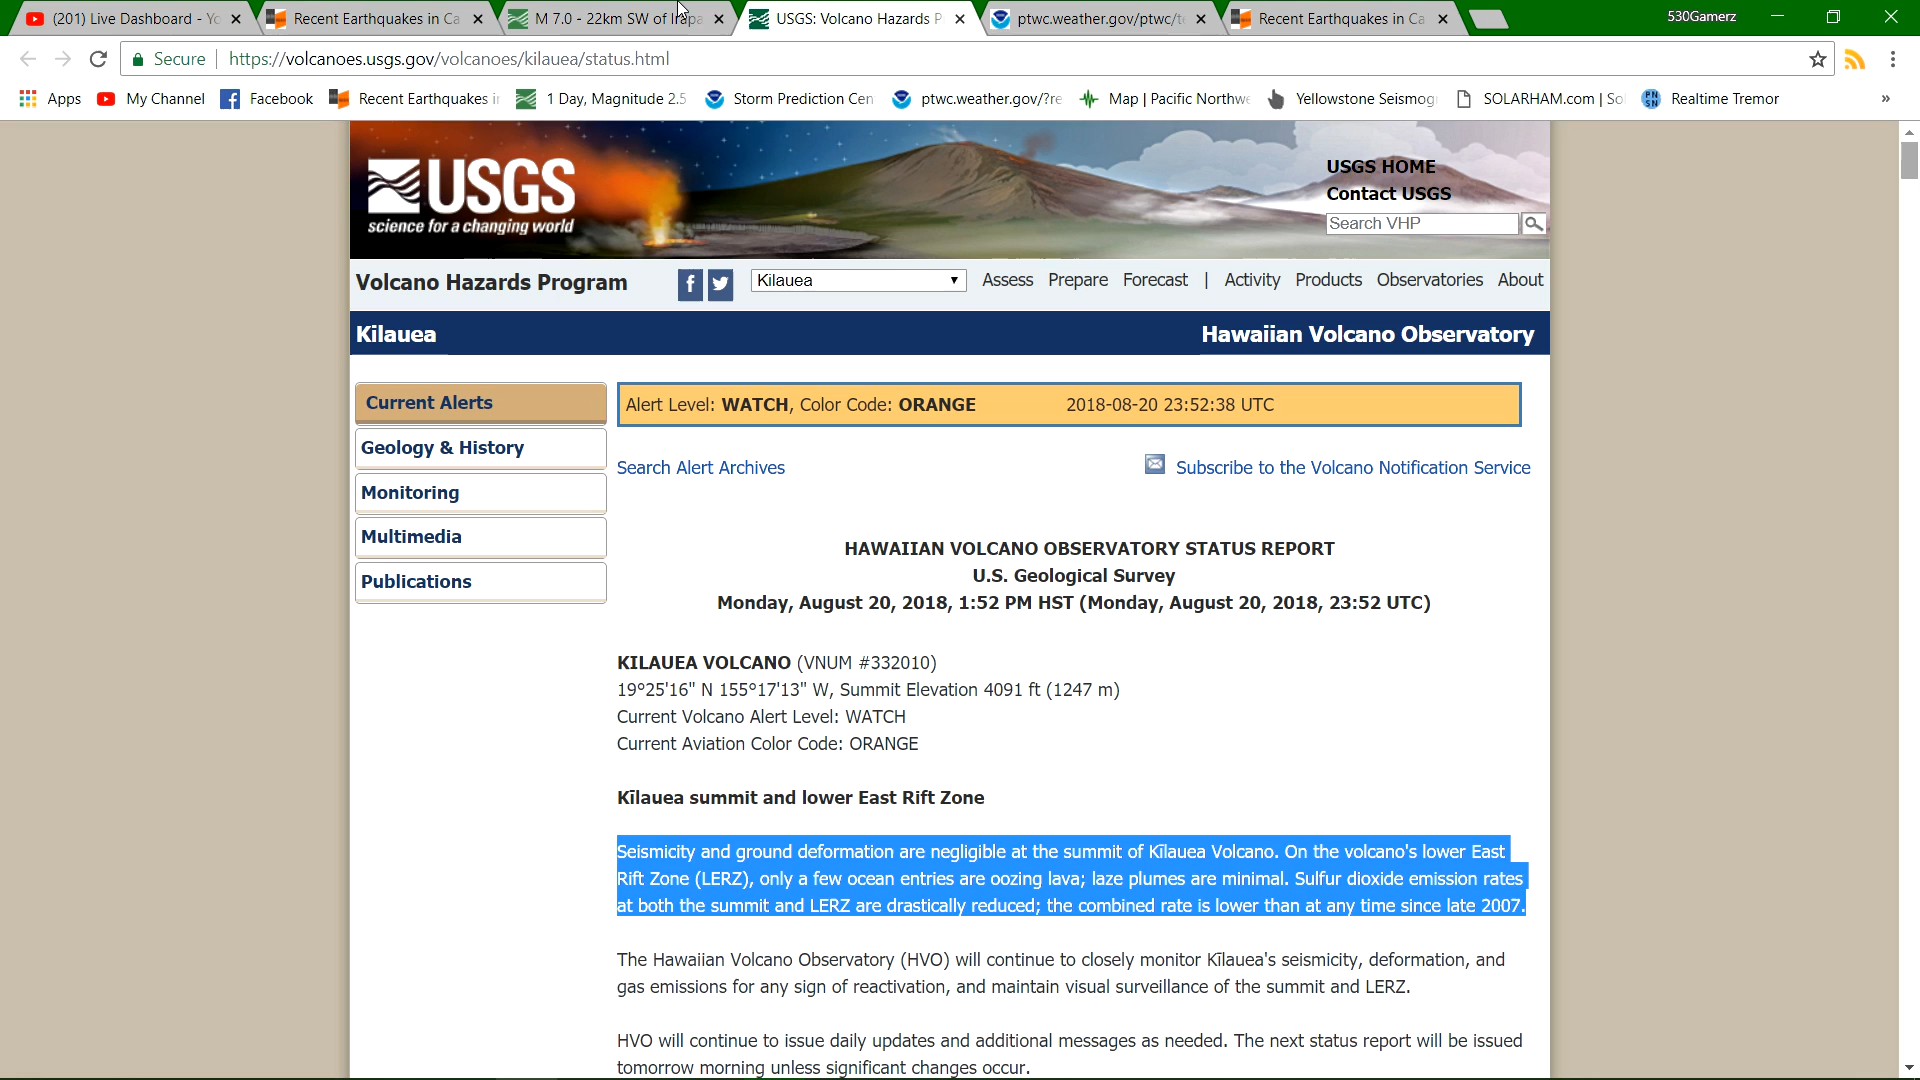 (201) Live Dashboard - Yo
Recent Earthquakes in Ca
M 7.0 - 22km SW of Irapa
USGS: Volcano Hazards P
ptwc.weather.gov/ptwc/te
Recent Earthquakes in Ca
530Gamerz
Secure
https://volcanoes.usgs.gov/volcanoes/kilauea/status.html
Apps
My Channel
Facebook
Recent Earthquakes i
1 Day, Magnitude 2.5
Storm Prediction Cen
ptwc.weather.gov/?re
Map | Pacific Northwe
Yellowstone Seismog
SOLARHAM.com | So
Realtime Tremor
»
USGS
science for a changing world
USGS HOME
Contact USGS
Search VHP
Volcano Hazards Program
Kilauea
Assess Prepare Forecast | Activity Products Observatories About
Kilauea
Hawaiian Volcano Observatory
Current Alerts
Geology & History
Monitoring
Multimedia
Publications
Alert Level: WATCH, Color Code: ORANGE 2018-08-20 23:52:38 UTC
Search Alert Archives
Subscribe to the Volcano Notification Service
HAWAIIAN VOLCANO OBSERVATORY STATUS REPORT
U.S. Geological Survey
Monday, August 20, 2018, 1:52 PM HST (Monday, August 20, 2018, 23:52 UTC)
KILAUEA VOLCANO (VNUM #332010)
19°25'16" N 155°17'13" W, Summit Elevation 4091 ft (1247 m)
Current Volcano Alert Level: WATCH
Current Aviation Color Code: ORANGE
Kīlauea summit and lower East Rift Zone
Seismicity and ground deformation are negligible at the summit of Kīlauea Volcano. On the volcano's lower East
Rift Zone (LERZ), only a few ocean entries are oozing lava; laze plumes are minimal. Sulfur dioxide emission rates
at both the summit and LERZ are drastically reduced; the combined rate is lower than at any time since late 2007.
The Hawaiian Volcano Observatory (HVO) will continue to closely monitor Kīlauea's seismicity, deformation, and
gas emissions for any sign of reactivation, and maintain visual surveillance of the summit and LERZ.
HVO will continue to issue daily updates and additional messages as needed. The next status report will be issued
tomorrow morning unless significant changes occur.